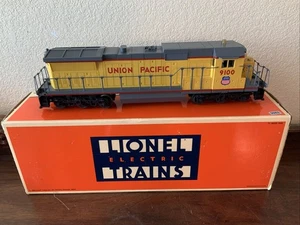 UNION PACIFIC
9100
LIONEL
ELECTRIC
TRAINS